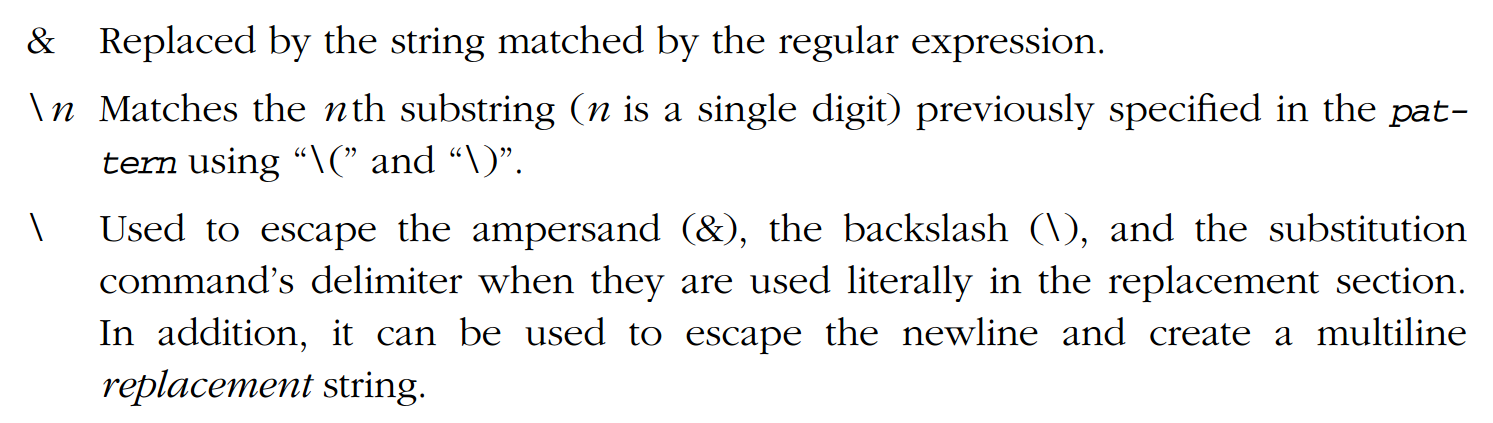 & Replaced by the string matched by the regular expression.
\n Matches the nth substring (n is a single digit) previously specified in the pat-
tern using “\(” and “\)”.
\ Used to escape the ampersand (&), the backslash (\), and the substitution
command’s delimiter when they are used literally in the replacement section.
In addition, it can be used to escape the newline and create a multiline
replacement string.